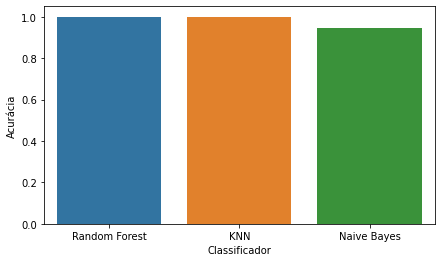 1.0
0.8
0.6
0.4
0.2
0.0
Acurácia
Random Forest
KNN
Naive Bayes
Classificador